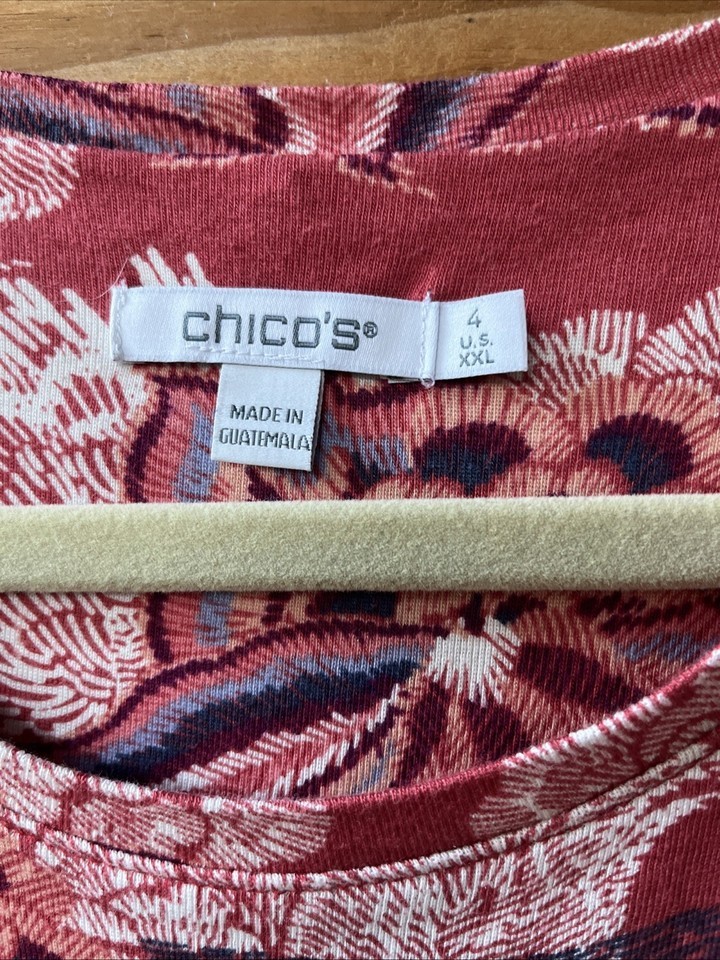 chico's®
4
U.S.
XXL
MADE IN
GUATEMALA